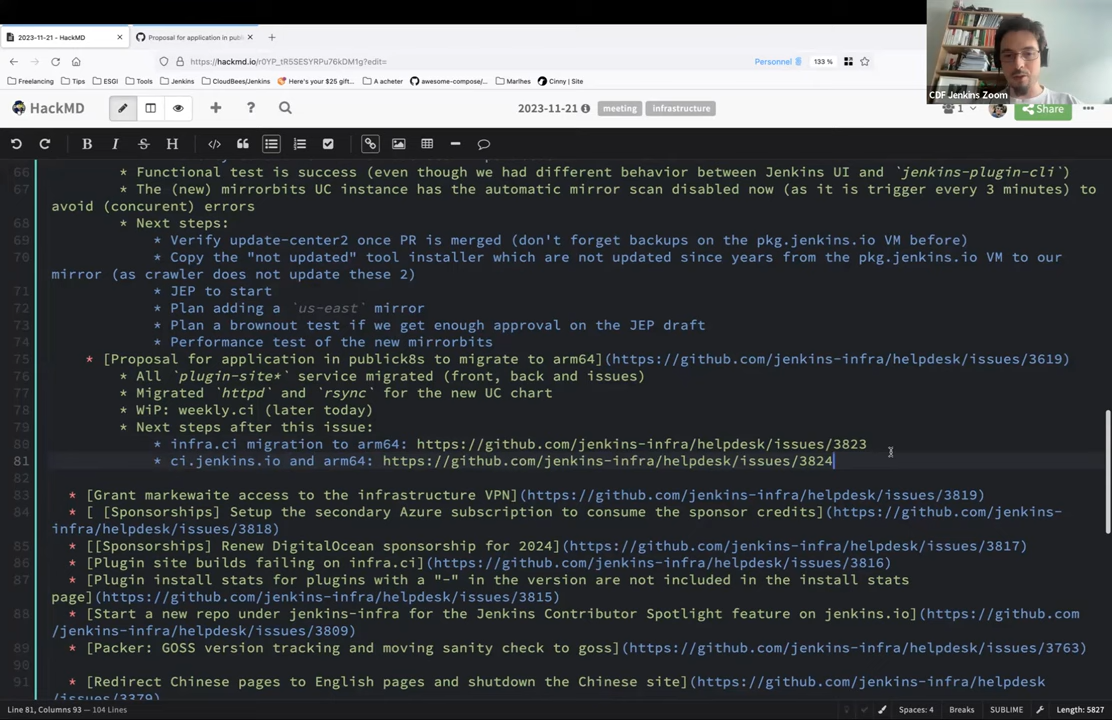 2023-11-21 - HackMD
Proposal for application in publi
https://hackmd.io/r0YP_tR5SESYRPu76kDM1g?edit=
Personnel
133 %
Freelancing
Tips
ESGI
Tools
Jenkins
CloudBees/Jenkins
Here's your $25 gift...
A acheter
awesome-compose/...
Marlhes
Cinny | Site
CDF Jenkins Zoom
HackMD
2023-11-21
meeting
infrastructure
1
Share
66 * Functional test is success (even though we had different behavior between Jenkins UI and `jenkins-plugin-cli`)
67 * The (new) mirrorbits UC instance has the automatic mirror scan disabled now (as it is trigger every 3 minutes) to
avoid (concurent) errors
68 * Next steps:
69 * Verify update-center2 once PR is merged (don't forget backups on the pkg.jenkins.io VM before)
70 * Copy the "not updated" tool installer which are not updated since years from the pkg.jenkins.io VM to our
mirror (as crawler does not update these 2)
71 * JEP to start
72 * Plan adding a `us-east` mirror
73 * Plan a brownout test if we get enough approval on the JEP draft
74 * Performance test of the new mirrorbits
75 * [Proposal for application in publick8s to migrate to arm64](https://github.com/jenkins-infra/helpdesk/issues/3619)
76 * All `plugin-site*` service migrated (front, back and issues)
77 * Migrated `httpd` and `rsync` for the new UC chart
78 * WiP: weekly.ci (later today)
79 * Next steps after this issue:
80 * infra.ci migration to arm64: https://github.com/jenkins-infra/helpdesk/issues/3823
81 * ci.jenkins.io and arm64: https://github.com/jenkins-infra/helpdesk/issues/3824
82
83 * [Grant markewaite access to the infrastructure VPN](https://github.com/jenkins-infra/helpdesk/issues/3819)
84 * [ [Sponsorships] Setup the secondary Azure subscription to consume the sponsor credits](https://github.com/jenkins-
infra/helpdesk/issues/3818)
85 * [[Sponsorships] Renew DigitalOcean sponsorship for 2024](https://github.com/jenkins-infra/helpdesk/issues/3817)
86 * [Plugin site builds failing on infra.ci](https://github.com/jenkins-infra/helpdesk/issues/3816)
87 * [Plugin install stats for plugins with a "-" in the version are not included in the install stats
page](https://github.com/jenkins-infra/helpdesk/issues/3815)
88 * [Start a new repo under jenkins-infra for the Jenkins Contributor Spotlight feature on jenkins.io](https://github.com
/jenkins-infra/helpdesk/issues/3809)
89 * [Packer: GOSS version tracking and moving sanity check to goss](https://github.com/jenkins-infra/helpdesk/issues/3763)
90
91 * [Redirect Chinese pages to English pages and shutdown the Chinese site](https://github.com/jenkins-infra/helpdesk
/issues/3379)
Line 81, Columns 93 — 104 Lines
Spaces: 4
Breaks
SUBLIME
Length: 5827